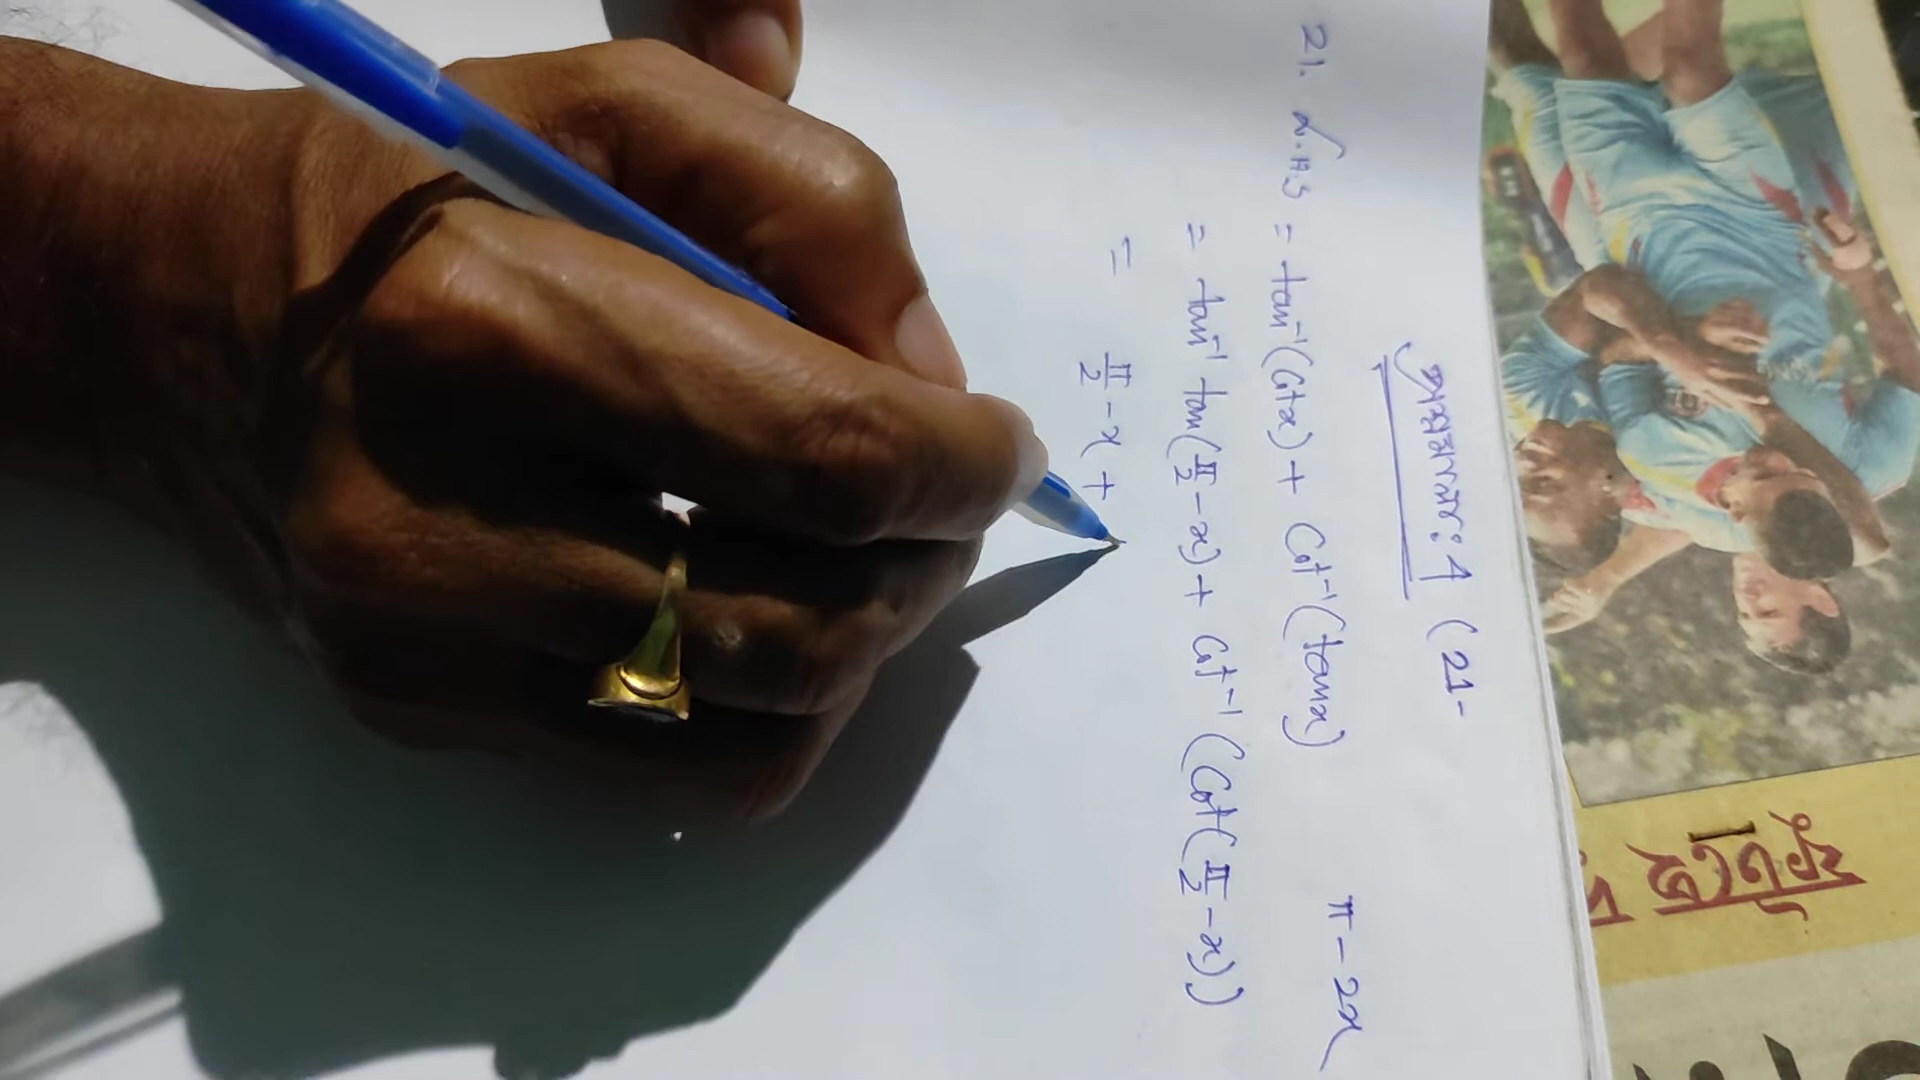 প্রশ্নমালা: 4 (21-
π - 2x
21. L.H.S = tan⁻¹(Cotx) + Cot⁻¹(tanx)
= tan⁻¹ tan(π/2 - x) + Cot⁻¹(Cot(π/2 - x))
= π/2 - x +